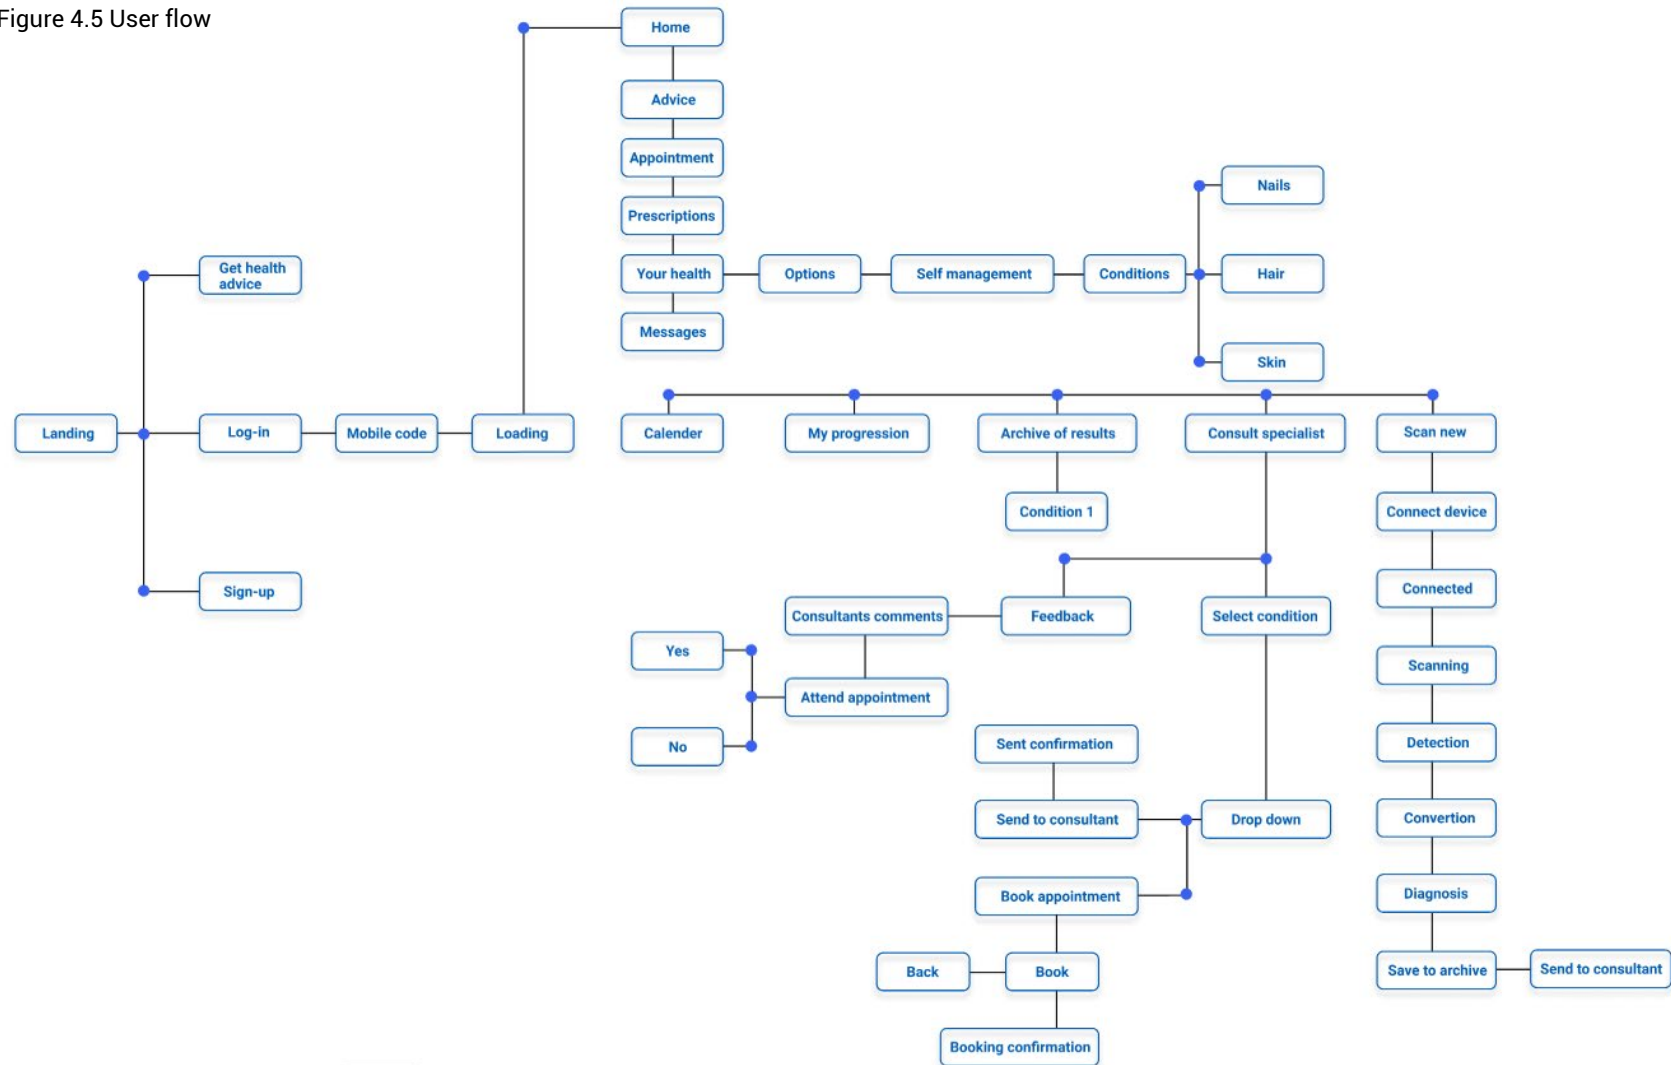 Figure 4.5 User flow
Home
Advice
Appointment
Prescriptions
Your health
Options
Self management
Conditions
Messages
Nails
Hair
Skin
Get health
advice
Landing
Log-in
Mobile code
Loading
Sign-up
Calender
My progression
Archive of results
Consult specialist
Scan new
Condition 1
Connect device
Connected
Consultants comments
Feedback
Select condition
Yes
Scanning
Attend appointment
No
Sent confirmation
Detection
Send to consultant
Drop down
Convertion
Book appointment
Diagnosis
Back
Book
Save to archive
Send to consultant
Booking confirmation